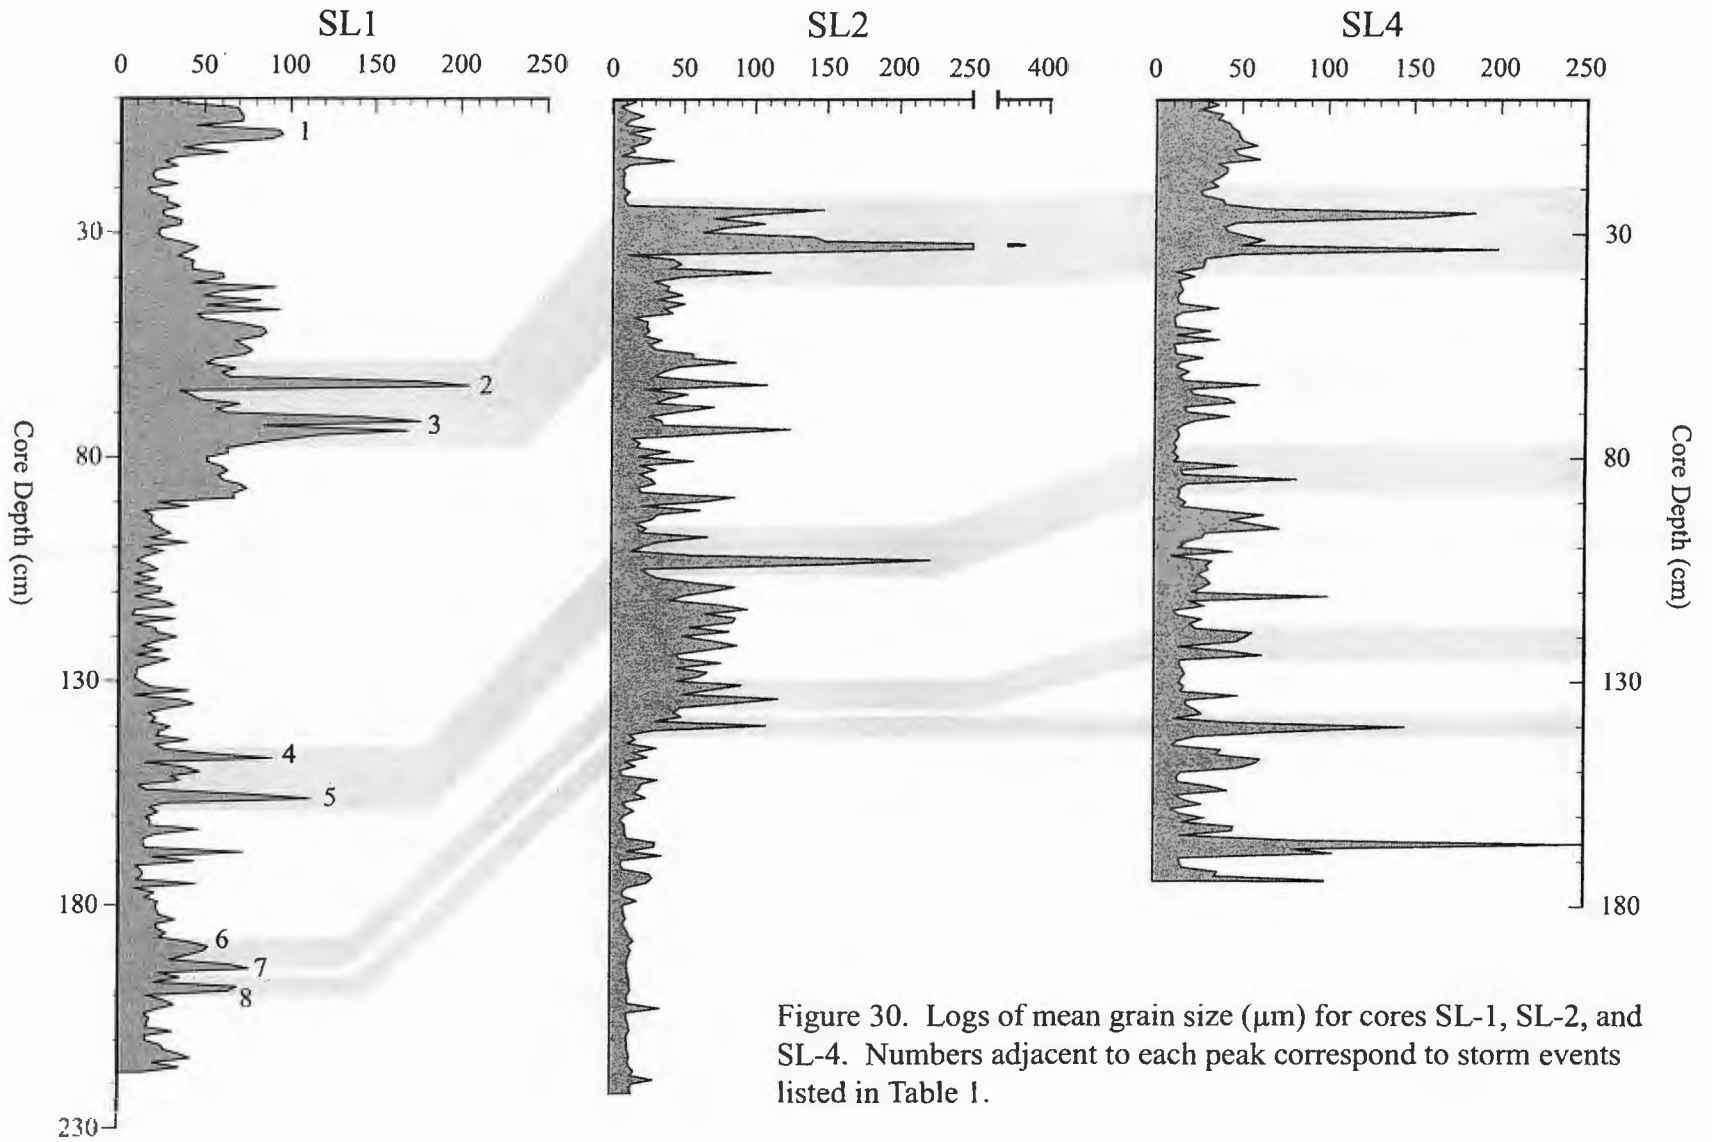 SL1
SL2
SL4
0 50 100 150 200 250
0 50 100 150 200 250 400
0 50 100 150 200 250
1
30
30
2
3
80
80
Core Depth (cm)
Core Depth (cm)
130
130
4
5
180
180
6
7
8
230
Figure 30. Logs of mean grain size (µm) for cores SL-1, SL-2, and
SL-4. Numbers adjacent to each peak correspond to storm events
listed in Table 1.